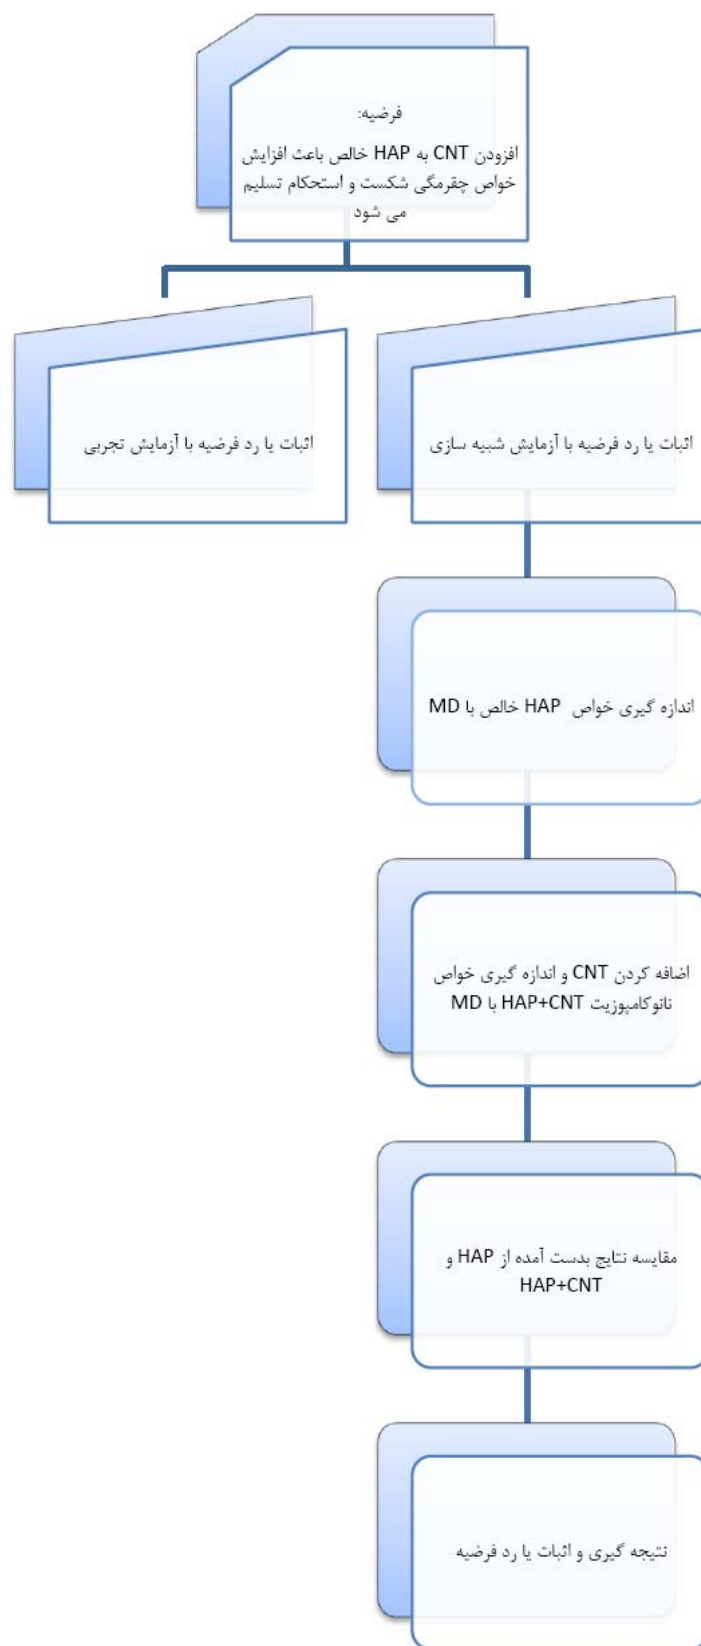 فرضیه:
افزودن CNT به HAP خالص باعث افزایش
خواص چقرمگی شکست و استحکام تسلیم
می شود
اثبات یا رد فرضیه با آزمایش شبیه سازی
اثبات یا رد فرضیه با آزمایش تجربی
اندازه گیری خواص HAP خالص با MD
اضافه کردن CNT و اندازه گیری خواص
نانوکامپوزیت HAP+CNT با MD
مقایسه نتایج بدست آمده از HAP و
HAP+CNT
نتیجه گیری و اثبات یا رد فرضیه